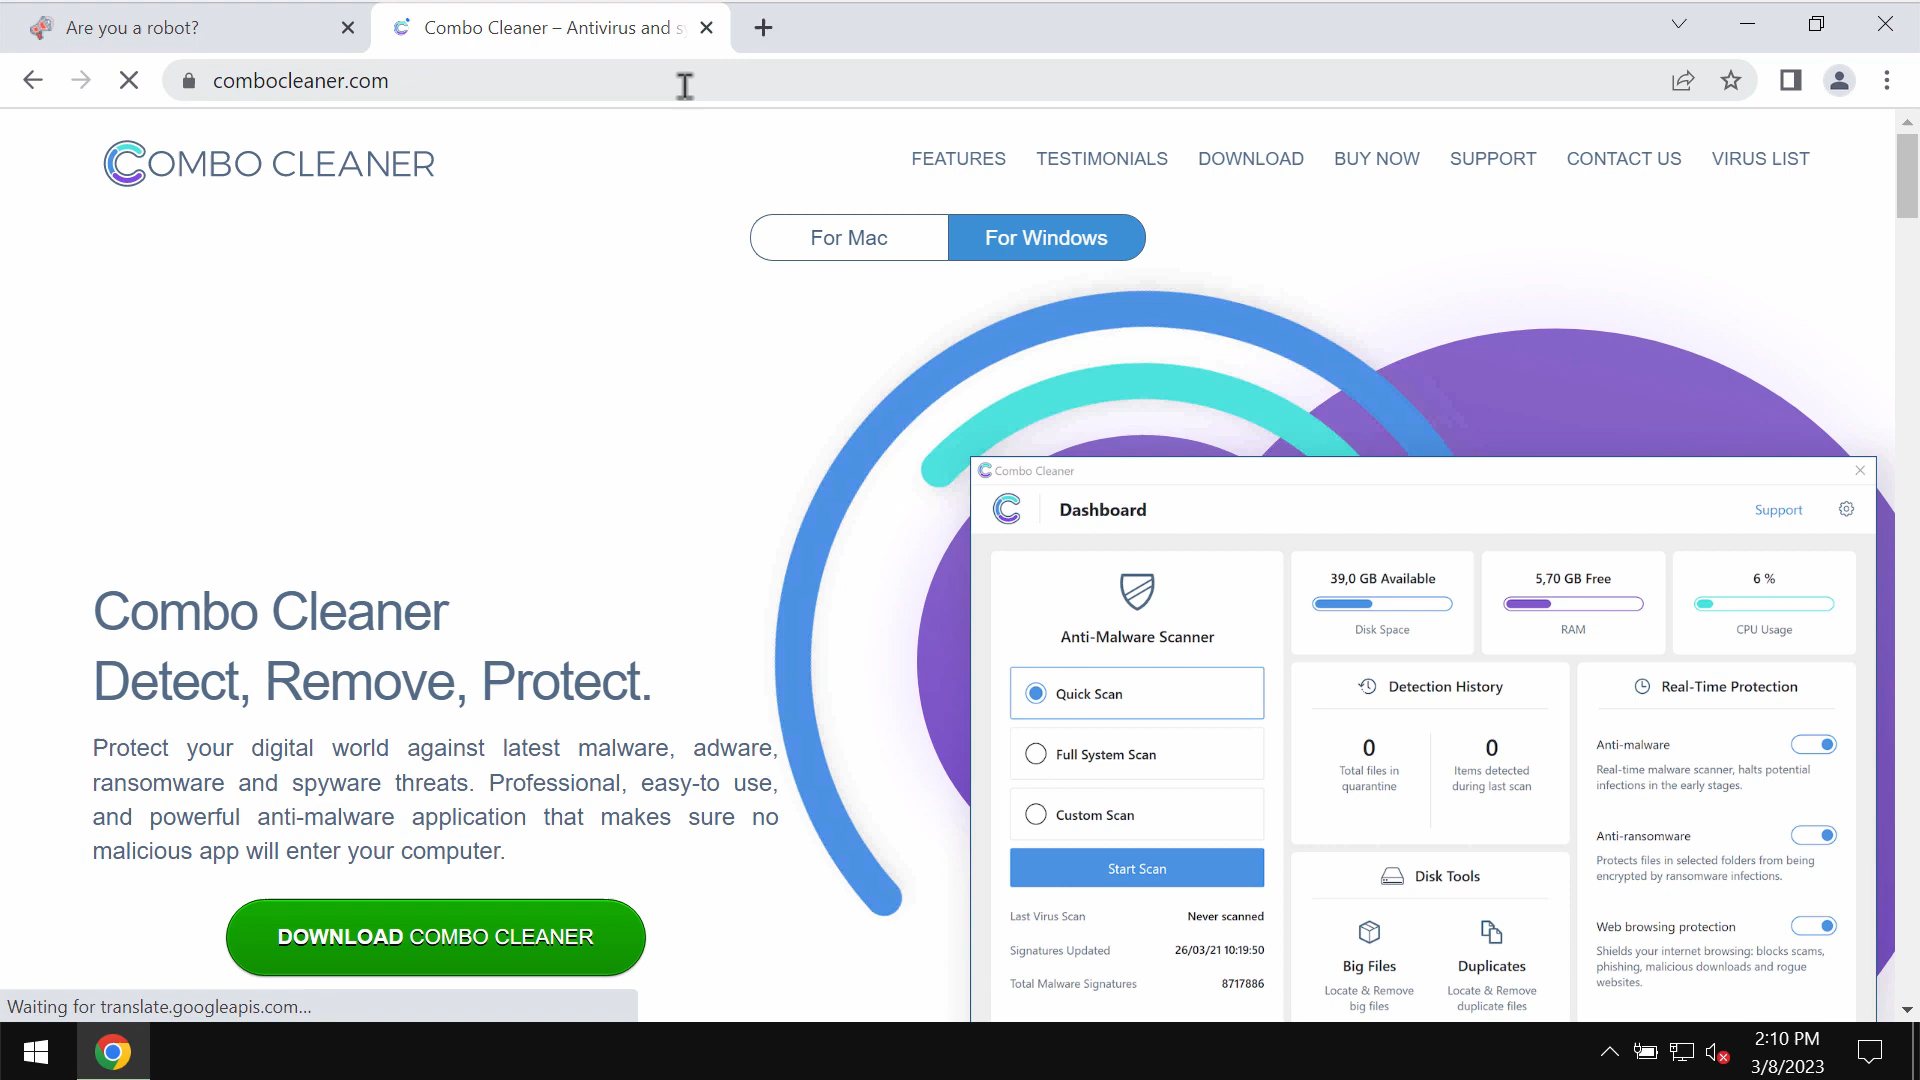 Are you a robot?
Combo Cleaner – Antivirus and
combocleaner.com
COMBO CLEANER
FEATURES TESTIMONIALS DOWNLOAD BUY NOW SUPPORT CONTACT US VIRUS LIST
For Mac For Windows
Combo Cleaner
Detect, Remove, Protect.
Protect your digital world against latest malware, adware,
ransomware and spyware threats. Professional, easy-to use,
and powerful anti-malware application that makes sure no
malicious app will enter your computer.
DOWNLOAD COMBO CLEANER
Combo Cleaner
Dashboard
Support
Anti-Malware Scanner
Quick Scan
Full System Scan
Custom Scan
Start Scan
Last Virus Scan Never scanned
Signatures Updated 26/03/21 10:19:50
Total Malware Signatures 8717886
39,0 GB Available
Disk Space
5,70 GB Free
RAM
6 %
CPU Usage
Detection History
0
Total files in
quarantine
0
Items detected
during last scan
Disk Tools
Big Files
Locate & Remove
big files
Duplicates
Locate & Remove
duplicate files
Real-Time Protection
Anti-malware
Real-time malware scanner, halts potential
infections in the early stages.
Anti-ransomware
Protects files in selected folders from being
encrypted by ransomware infections.
Web browsing protection
Shields your internet browsing: blocks scams,
phishing, malicious downloads and rogue
websites.
Waiting for translate.googleapis.com...
2:10 PM
3/8/2023